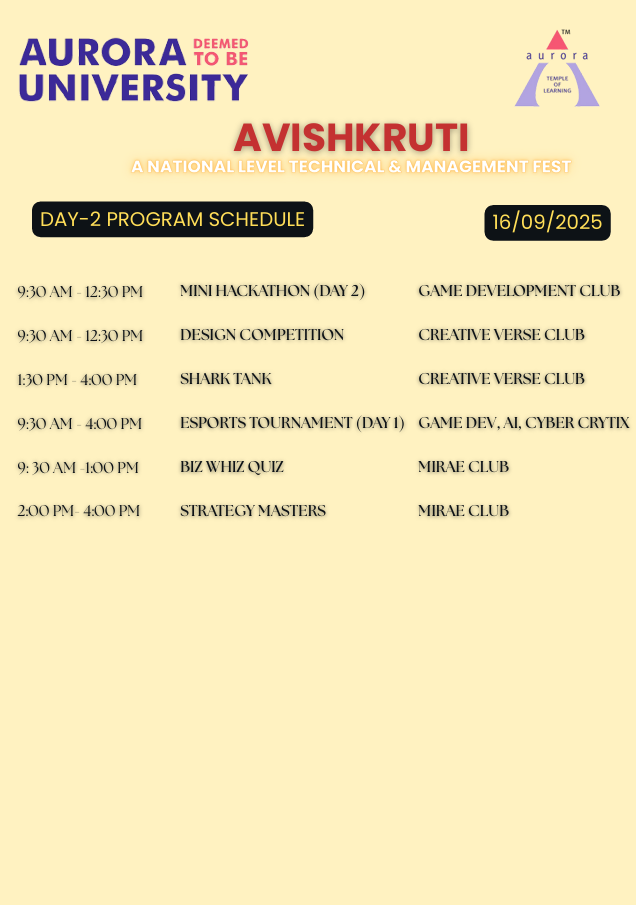 AURORA DEEMED TO BE
UNIVERSITY
TM
aurora
TEMPLE
OF
LEARNING
AVISHKRUTI
A NATIONAL LEVEL TECHNICAL & MANAGEMENT FEST
DAY-2 PROGRAM SCHEDULE 16/09/2025
9:30 AM - 12:30 PM MINI HACKATHON (DAY 2) GAME DEVELOPMENT CLUB
9:30 AM - 12:30 PM DESIGN COMPETITION CREATIVE VERSE CLUB
1:30 PM - 4:00 PM SHARK TANK CREATIVE VERSE CLUB
9:30 AM - 4:00 PM ESPORTS TOURNAMENT (DAY 1) GAME DEV, AI, CYBER CRYTIX
9: 30 AM -1:00 PM BIZ WHIZ QUIZ MIRAE CLUB
2:00 PM- 4:00 PM STRATEGY MASTERS MIRAE CLUB